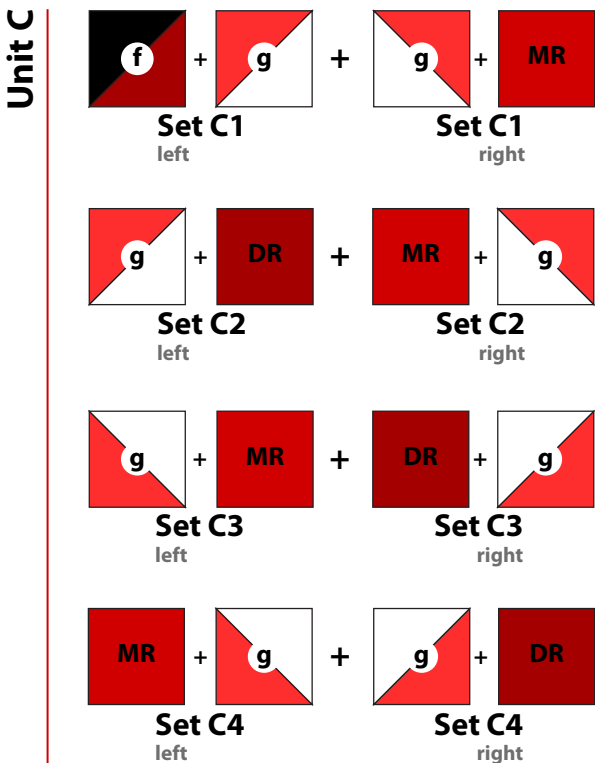 Unit C
f + g + g + MR
Set C1 Set C1
left right
g + DR + MR + g
Set C2 Set C2
left right
g + MR + DR + g
Set C3 Set C3
left right
MR + g + g + DR
Set C4 Set C4
left right